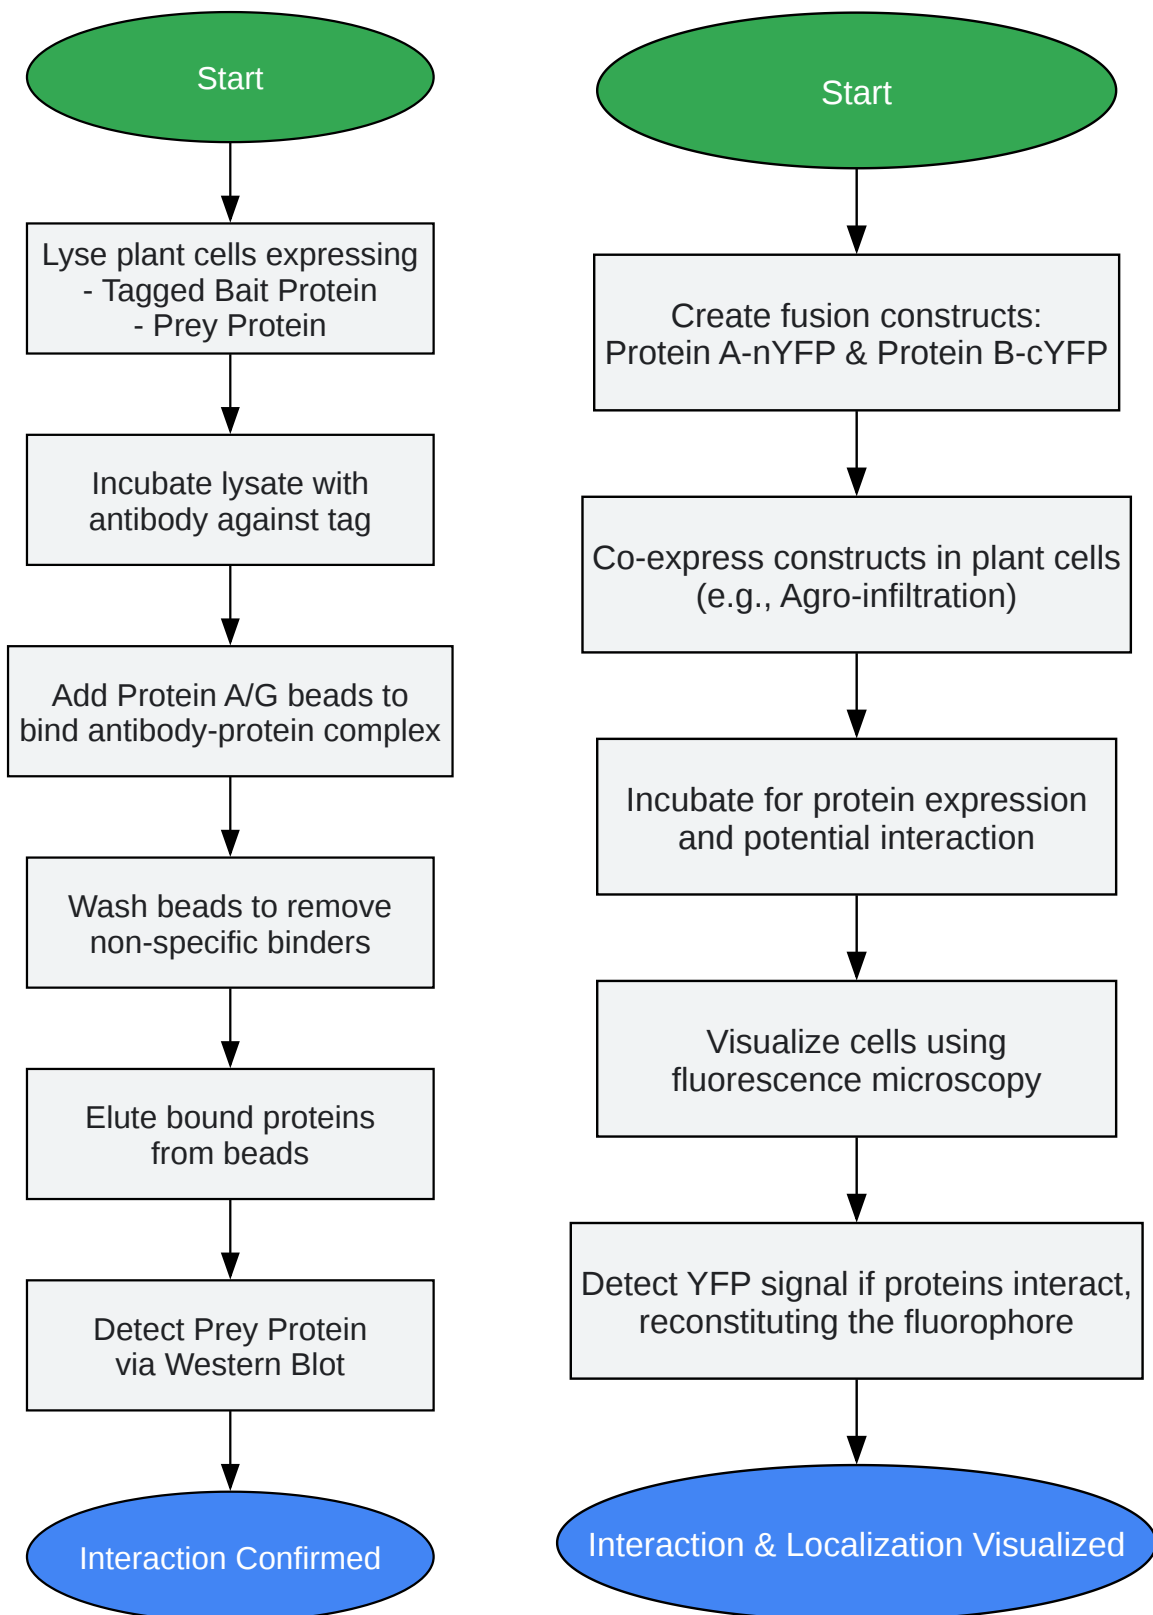 Start
Lyse plant cells expressing
- Tagged Bait Protein
- Prey Protein
Incubate lysate with
antibody against tag
Add Protein A/G beads to
bind antibody-protein complex
Wash beads to remove
non-specific binders
Elute bound proteins
from beads
Detect Prey Protein
via Western Blot
Interaction Confirmed
Start
Create fusion constructs:
Protein A-nYFP & Protein B-cYFP
Co-express constructs in plant cells
(e.g., Agro-infiltration)
Incubate for protein expression
and potential interaction
Visualize cells using
fluorescence microscopy
Detect YFP signal if proteins interact,
reconstituting the fluorophore
Interaction & Localization Visualized